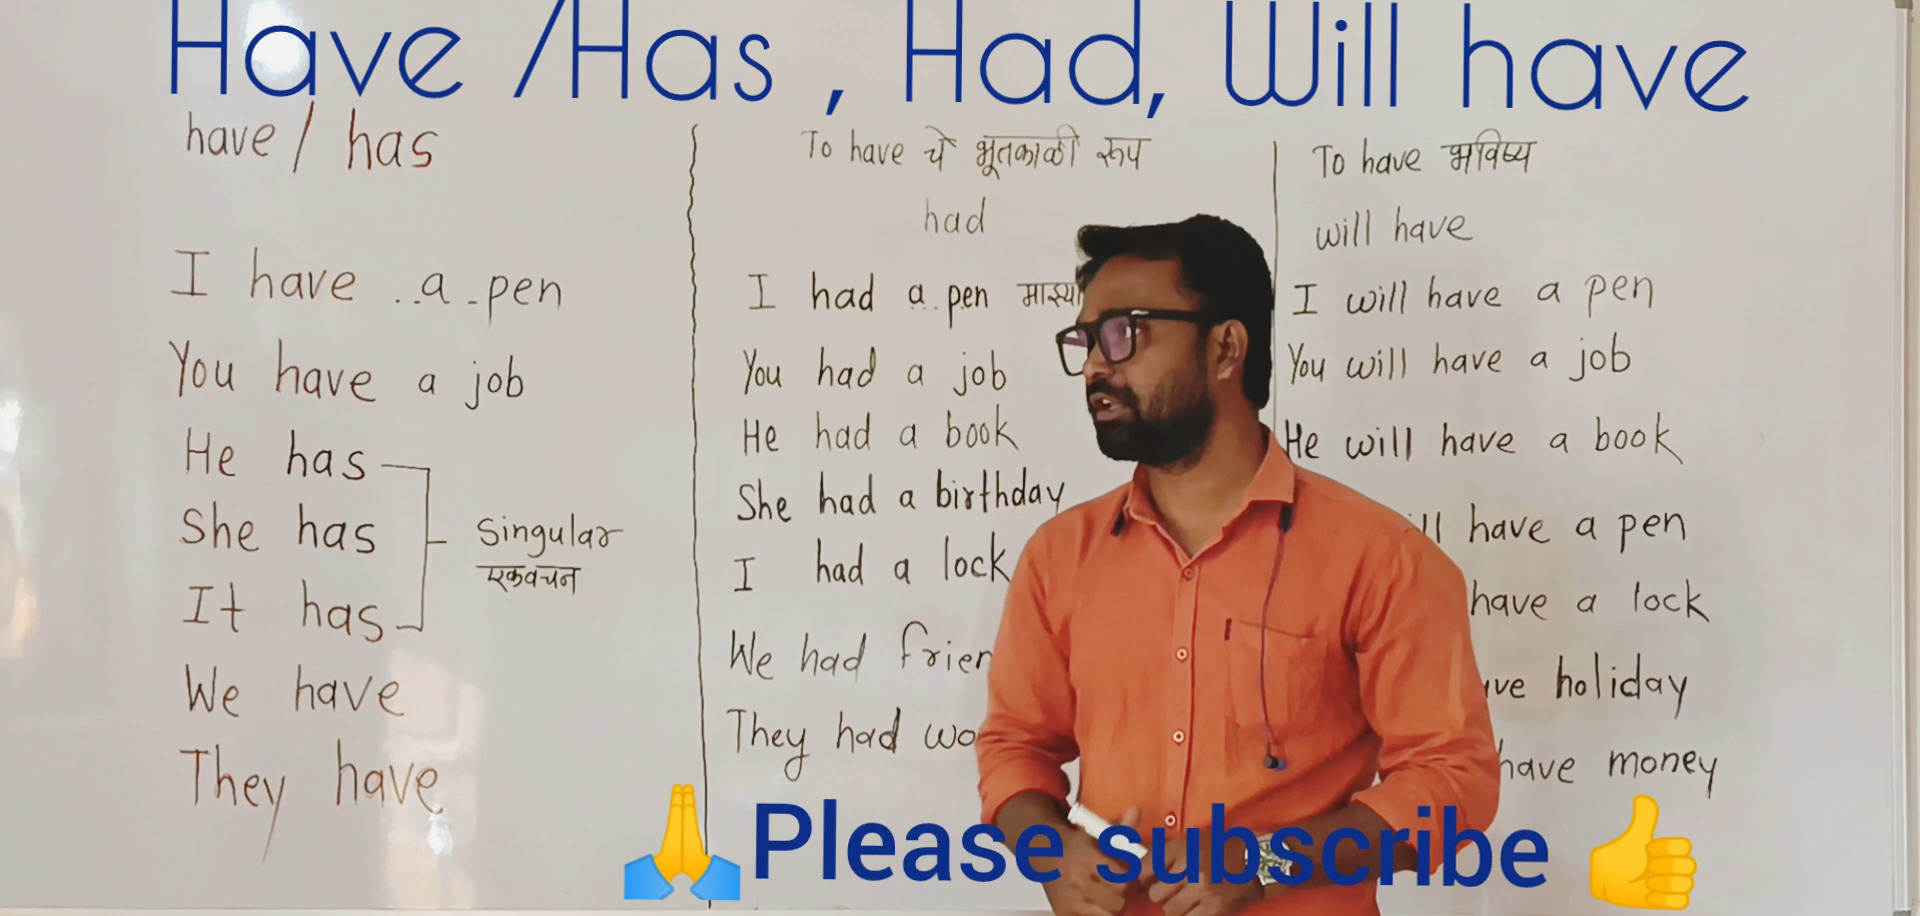 Have /Has , Had, Will have
have / has
I have ..a.-pen
You have a job
He has
She has
It has
Singular
एकवचन
We have
They have
To have चे भूतकाळी रूप
had
I had a..pen माझ्या
You had a job
He had a book
She had a birthday
I had a lock
We had
They had
To have भविष्य
will have
I will have a pen
You will have a job
He will have a book
have a pen
have a lock
holiday
have money
🙏Please subscribe 👍